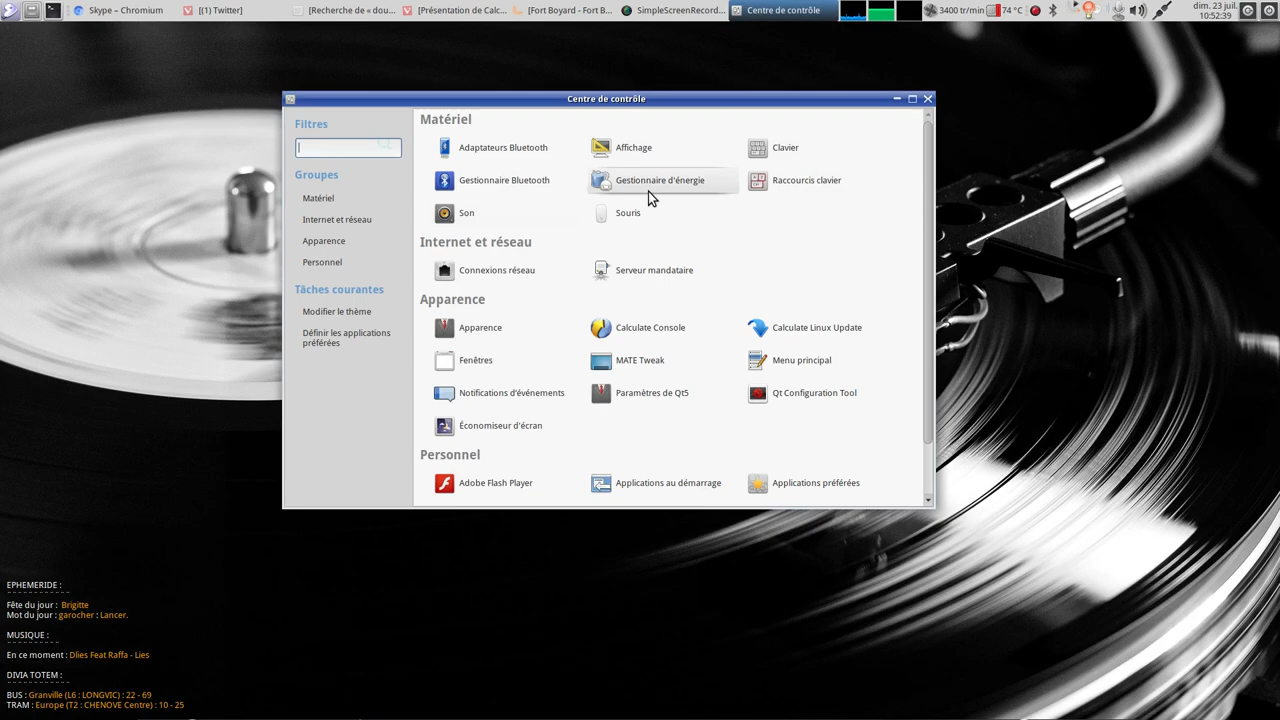 Skype – Chromium
[(1) Twitter]
[Recherche de « dou...
[Présentation de Calc...
[Fort Boyard - Fort B...
SimpleScreenRecord...
Centre de contrôle
3400 tr/min
74 °C
dim. 23 juil.
10:52:39
Centre de contrôle
Filtres
Groupes
Matériel
Internet et réseau
Apparence
Personnel
Tâches courantes
Modifier le thème
Définir les applications
préférées
Matériel
Adaptateurs Bluetooth
Affichage
Clavier
Gestionnaire Bluetooth
Gestionnaire d'énergie
Raccourcis clavier
Son
Souris
Internet et réseau
Connexions réseau
Serveur mandataire
Apparence
Apparence
Calculate Console
Calculate Linux Update
Fenêtres
MATE Tweak
Menu principal
Notifications d'événements
Paramètres de Qt5
Qt Configuration Tool
Économiseur d'écran
Personnel
Adobe Flash Player
Applications au démarrage
Applications préférées
EPHEMERIDE :
Fête du jour : Brigitte
Mot du jour : garocher : Lancer.
MUSIQUE :
En ce moment : Dlies Feat Raffa - Lies
DIVIA TOTEM :
BUS : Granville (L6 : LONGVIC) : 22 - 69
TRAM : Europe (T2 : CHENOVE Centre) : 10 - 25